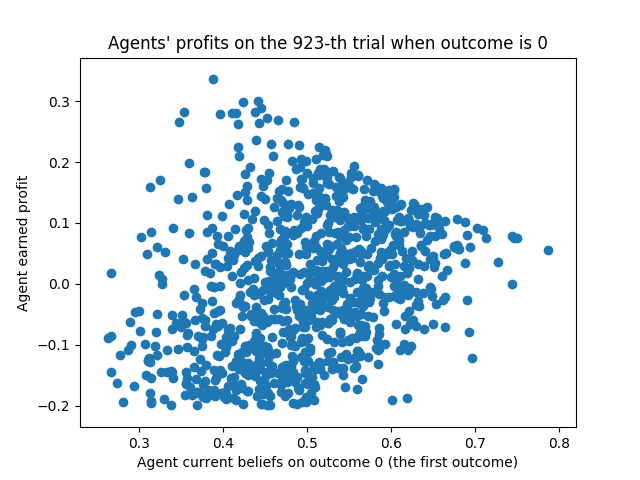 Agents' profits on the 923-th trial when outcome is 0
Agent earned profit
0.3
0.2
0.1
0.0
−0.1
−0.2
0.3 0.4 0.5 0.6 0.7 0.8
Agent current beliefs on outcome 0 (the first outcome)